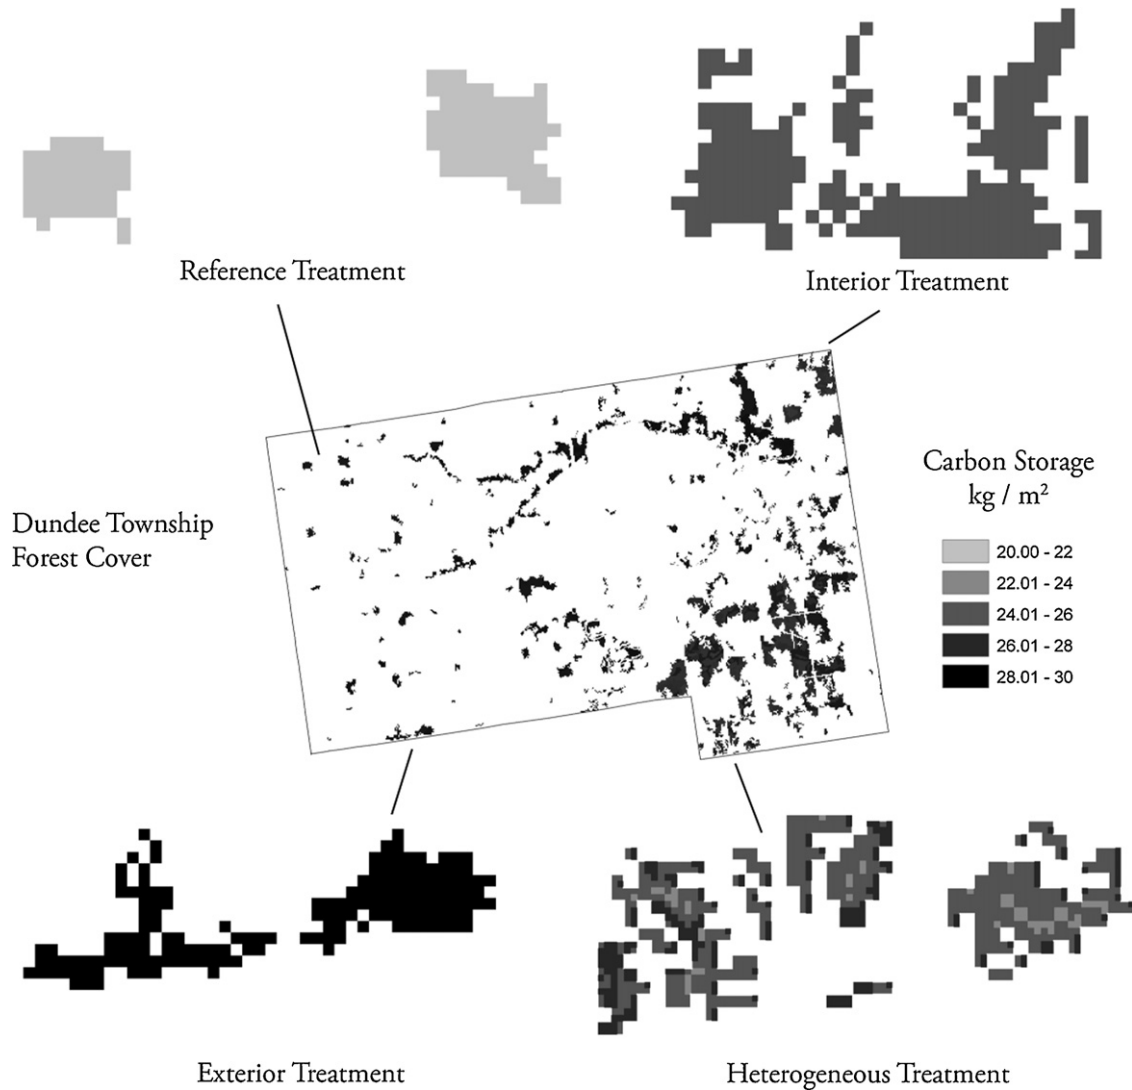 Reference Treatment
Interior Treatment
Carbon Storage
kg / m²
Dundee Township
Forest Cover
20.00 - 22
22.01 - 24
24.01 - 26
26.01 - 28
28.01 - 30
Exterior Treatment
Heterogeneous Treatment